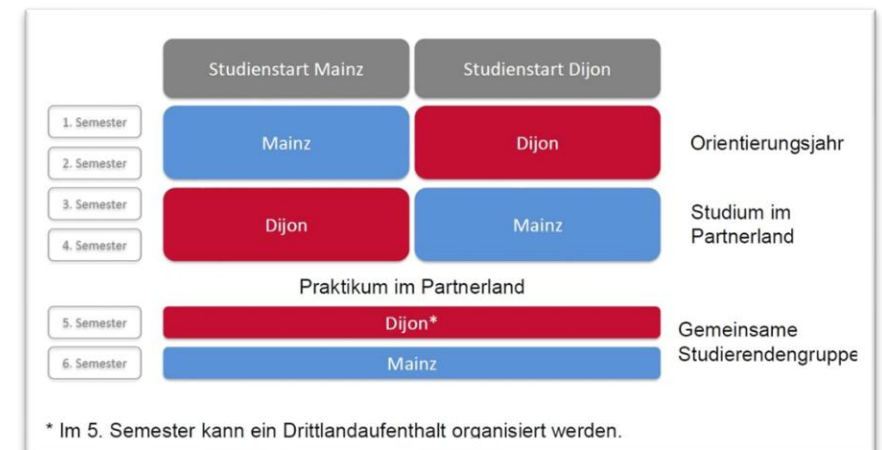 Studienstart Mainz
Studienstart Dijon
1. Semester
2. Semester
Mainz
Dijon
Orientierungsjahr
3. Semester
4. Semester
Dijon
Mainz
Studium im
Partnerland
Praktikum im Partnerland
5. Semester
Dijon*
6. Semester
Mainz
Gemeinsame
Studierendengruppe
* Im 5. Semester kann ein Drittlandaufenthalt organisiert werden.